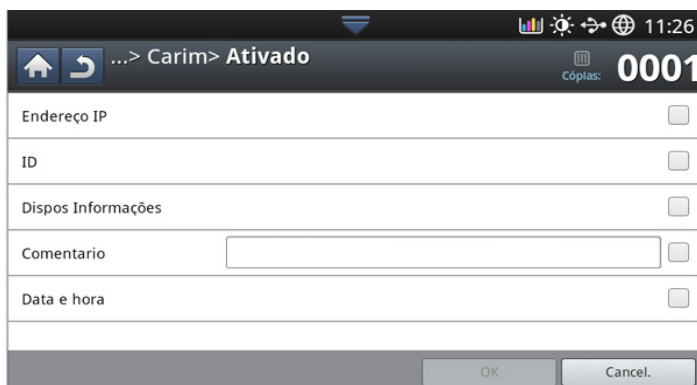 11:26
...> Carim> Ativado
Cópias: 0001
Endereço IP
ID
Dispos Informações
Comentario
Data e hora
OK Cancel.